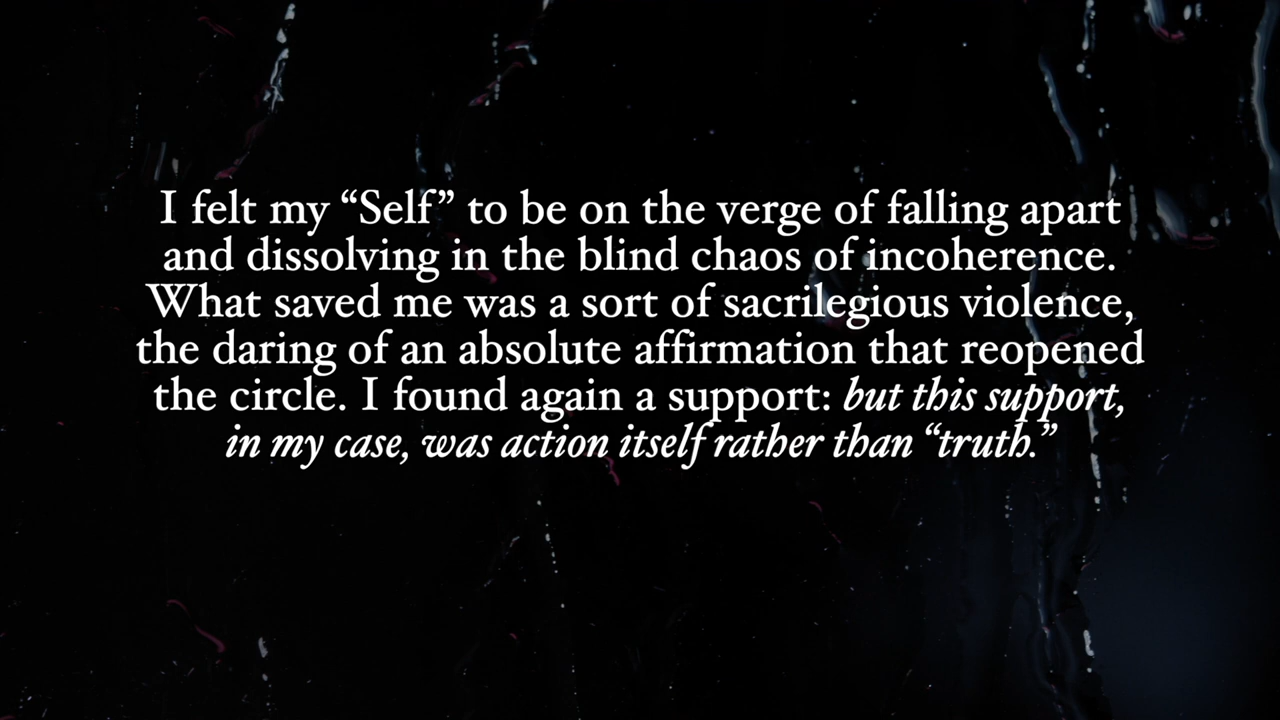 I felt my “Self” to be on the verge of falling apart
and dissolving in the blind chaos of incoherence.
What saved me was a sort of sacrilegious violence,
the daring of an absolute affirmation that reopened
the circle. I found again a support: but this support,
in my case, was action itself rather than “truth.”